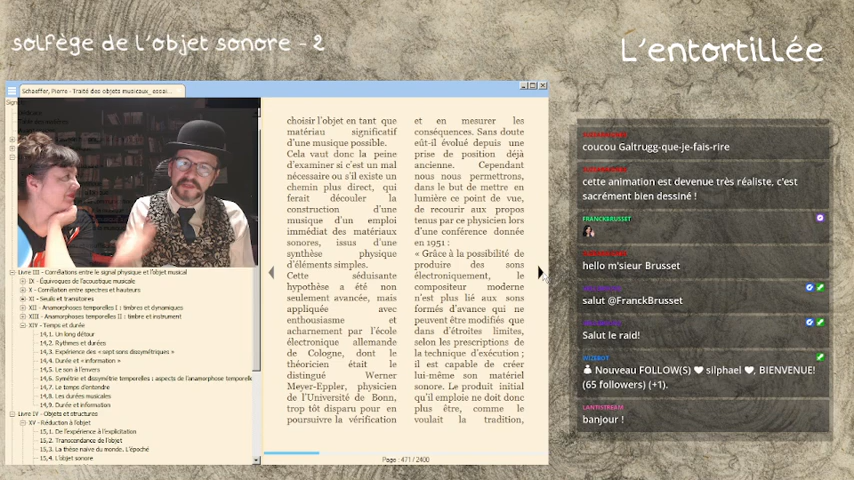 solfège de l'objet sonore - 2
L'entortillée
Schaeffer, Pierre - Traité des objets musicaux_ essai...
Livre III - Corrélations entre le signal physique et l'objet musical
IX - Équivoques de l'acoustique musicale
X - Corrélation entre spectres et hauteurs
XI - Seuils et transitoires
XII - Anamorphoses temporelles I : timbres et dynamiques
XIII - Anamorphoses temporelles II : timbre et instrument
XIV - Temps et durée
14,1. Un long détour
14,2. Rythmes et durées
14,3. Expérience des « sept sons dissymétriques »
14,4. Durée et « information »
14,5. Le son à l'envers
14,6. Symétrie et dissymétrie temporelles : aspects de l'anamorphose temporelle
14,7. Le temps d'entendre
14,8. Les durées musicales
14,9. Durée et information
Livre IV - Objets et structures
XV - Réduction à l'objet
15,1. De l'expérience à l'explicitation
15,2. Transcendance de l'objet
15,3. La thèse naïve du monde. L'époché
15,4. L'objet sonore
choisir l'objet en tant que
matériau significatif
d'une musique possible.
Cela vaut donc la peine
d'examiner si c'est un mal
nécessaire ou s'il existe un
chemin plus direct, qui
ferait découler la
construction d'une
musique d'un emploi
immédiat des matériaux
sonores, issus d'une
synthèse physique
d'éléments simples.
Cette séduisante
hypothèse a été non
seulement avancée, mais
appliquée avec
enthousiasme et
acharnement par l'école
électronique allemande
de Cologne, dont le
théoricien était le
distingué Werner
Meyer-Eppler, physicien
de l'Université de Bonn,
trop tôt disparu pour en
poursuivre la vérification
et en mesurer les
conséquences. Sans doute
eût-il évolué depuis une
prise de position déjà
ancienne. Cependant
nous nous permettrons,
dans le but de mettre en
lumière ce point de vue,
de recourir aux propos
tenus par ce physicien lors
d'une conférence donnée
en 1951 :
« Grâce à la possibilité de
produire des sons
électroniquement, le
compositeur moderne
n'est plus lié aux sons
formés d'avance qui ne
peuvent être modifiés que
dans d'étroites limites,
selon les prescriptions de
la technique d'exécution ;
il est capable de créer
lui-même son matériel
sonore. Le produit initial
qu'il emploie ne doit donc
plus être, comme le
voulait la tradition,
Page : 471 / 2400
coucou Galtrugg-que-je-fais-rire
cette animation est devenue très réaliste, c'est
sacrément bien dessiné !
FRANCKBRUSSET
hello m'sieur Brusset
salut @FranckBrusset
Salut le raid!
WIZEBOT
Nouveau FOLLOW(S) silphael , BIENVENUE!
(65 followers) (+1).
LANTISTREAM
banjour !